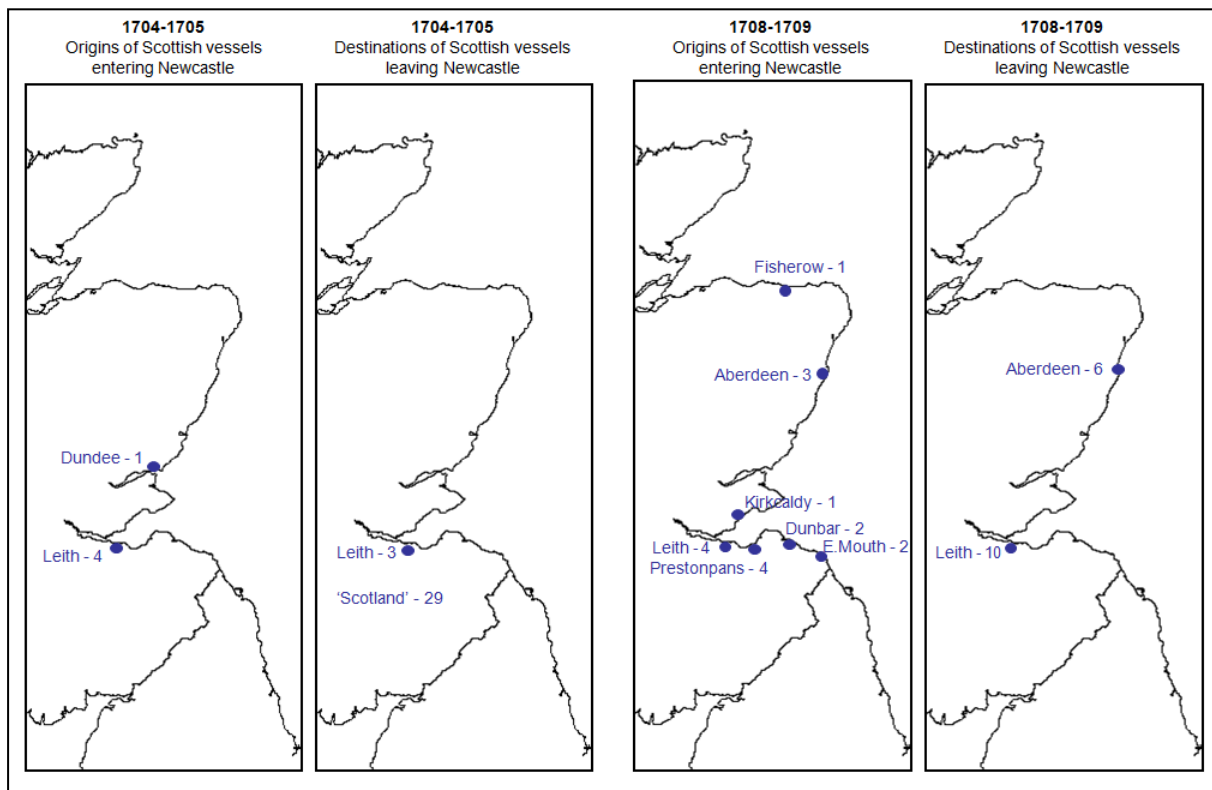 1704-1705
Origins of Scottish vessels
entering Newcastle
Dundee - 1
Leith - 4
1704-1705
Destinations of Scottish vessels
leaving Newcastle
Leith - 3
‘Scotland’ - 29
1708-1709
Origins of Scottish vessels
entering Newcastle
Fisherow - 1
Aberdeen - 3
Kirkcaldy - 1
Dunbar - 2
Leith - 4
E.Mouth - 2
Prestonpans - 4
1708-1709
Destinations of Scottish vessels
leaving Newcastle
Aberdeen - 6
Leith - 10